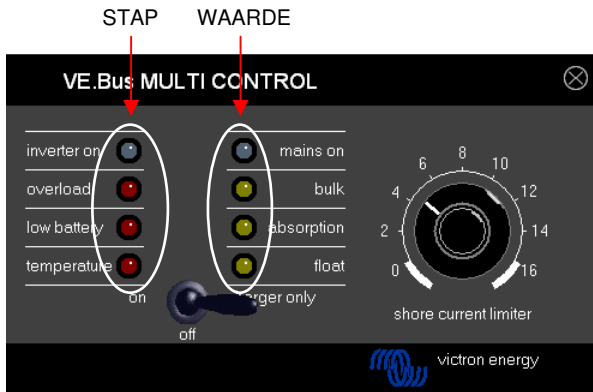 STAP WAARDE
VE.Bus MULTI CONTROL
inverter on
overload
low battery
temperature
mains on
bulk
absorption
float
on
only
off
0 2 4 6 8 10 12 14 16
shore current limiter
victron energy